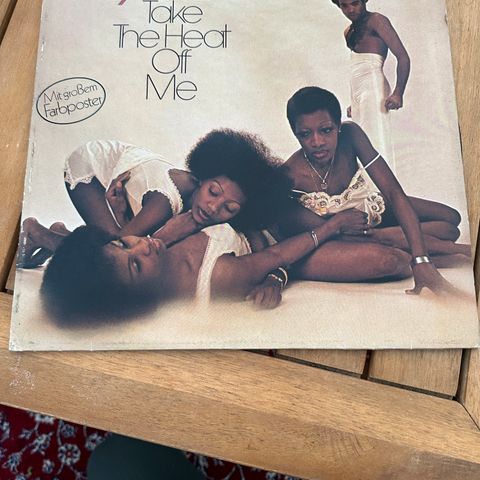 Take
The Heat
Off
Me
Mit großem
Farbposter